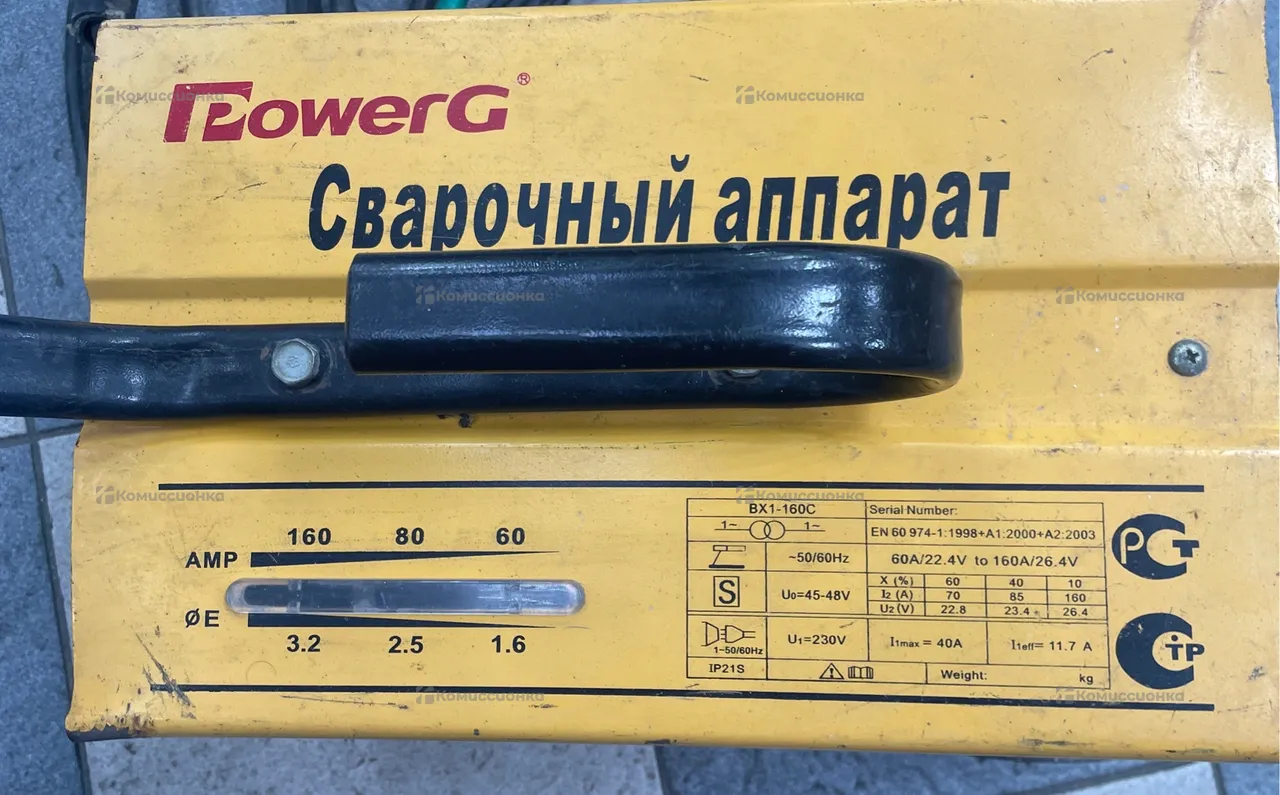 PowerG®
Сварочный аппарат
160 80 60
AMP
ØE
3.2 2.5 1.6
BX1-160C
Serial Number:
1~ 1~
EN 60 974-1:1998+A1:2000+A2:2003
~50/60Hz
60A/22.4V to 160A/26.4V
S
U₀=45-48V
X (%) 60 40 10
I₂ (A) 70 85 160
U₂ (V) 22.8 23.4 26.4
1~50/60Hz
U₁=230V
I₁max = 40A
I₁eff= 11.7 A
IP21S
Weight: kg
РСТ
СТР
Комиссионка
Комиссионка
Комиссионка
Комиссионка
Комиссионка
Комиссионка
Комиссионка
Комиссионка